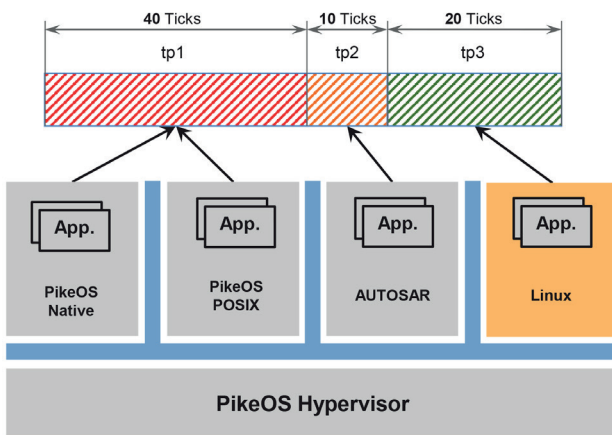 40 Ticks 10 Ticks 20 Ticks
tp1 tp2 tp3
App. App. App. App.
PikeOS
Native
PikeOS
POSIX
AUTOSAR
Linux
PikeOS Hypervisor